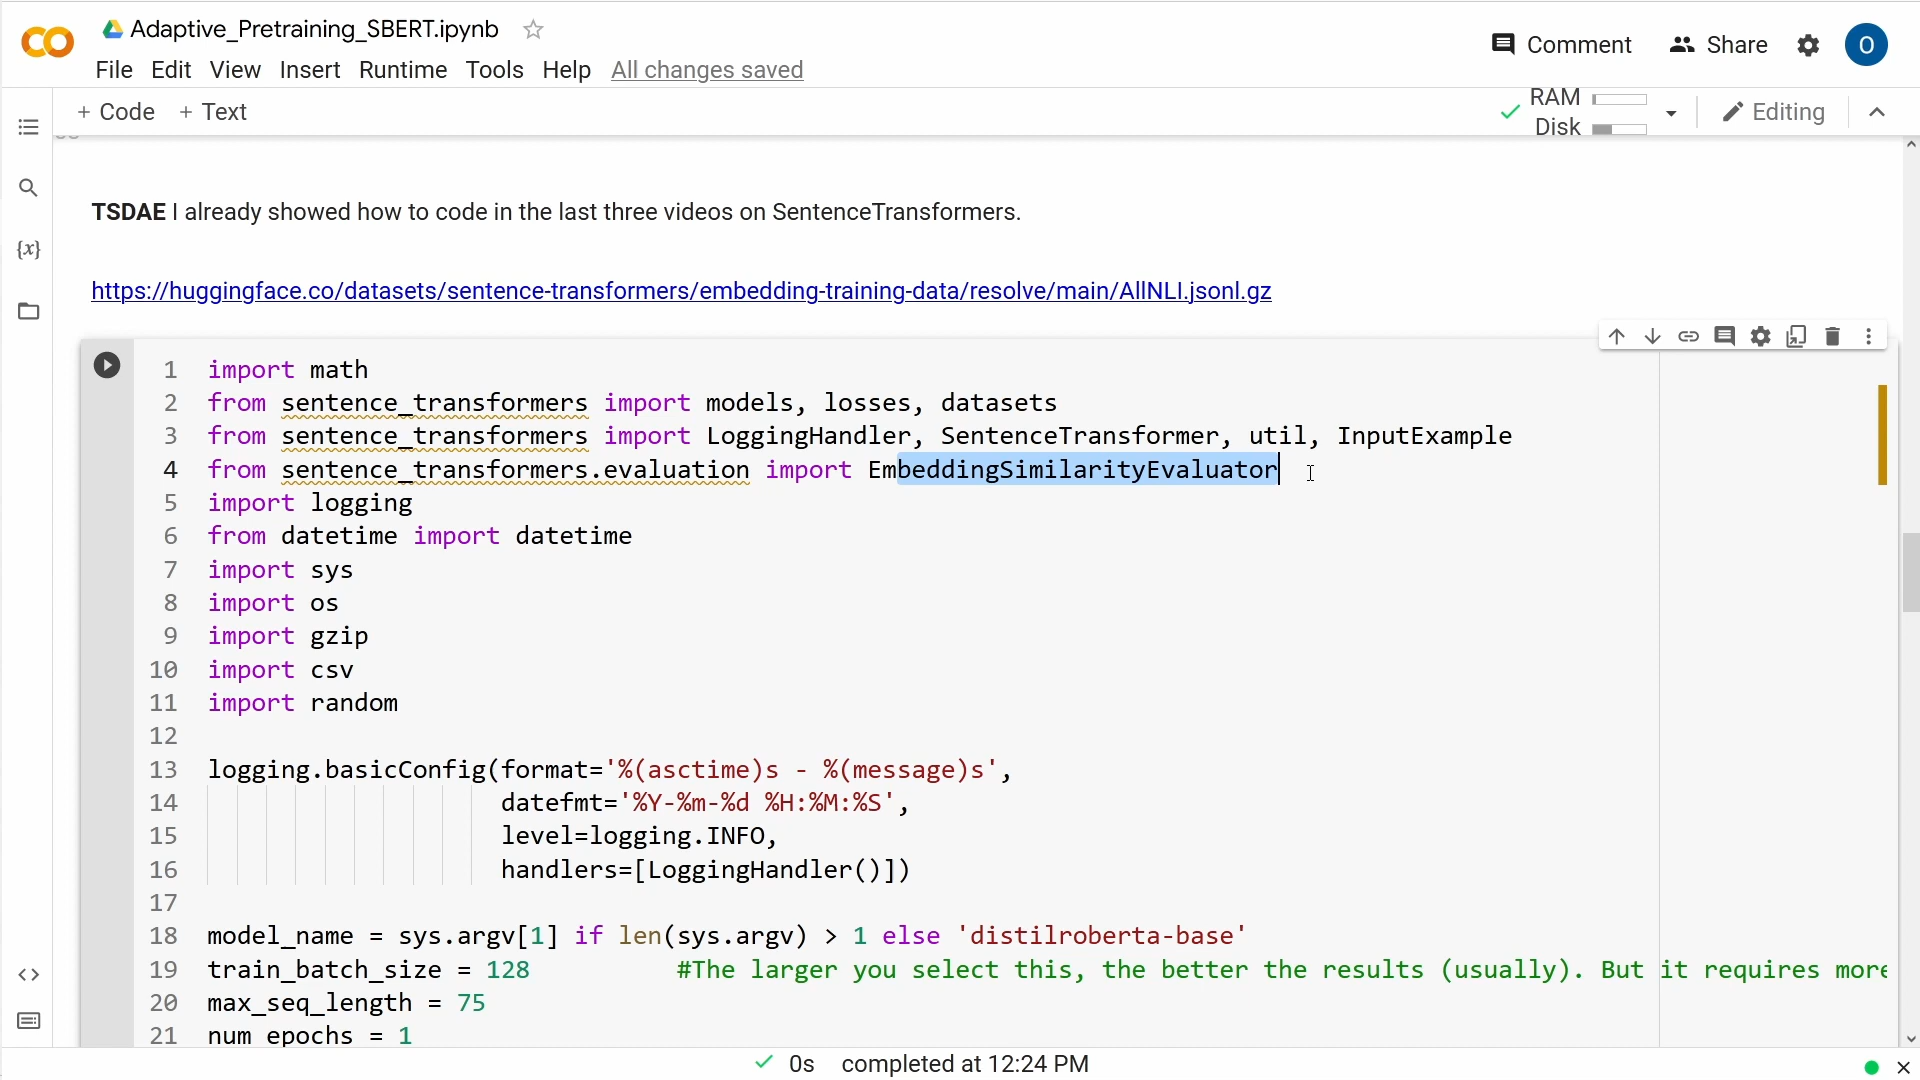 Adaptive_Pretraining_SBERT.ipynb
Comment Share O
File Edit View Insert Runtime Tools Help All changes saved
+ Code + Text
RAM
Disk
Editing
TSDAE I already showed how to code in the last three videos on SentenceTransformers.
{x}
https://huggingface.co/datasets/sentence-transformers/embedding-training-data/resolve/main/AllNLI.jsonl.gz
1 import math
2 from sentence_transformers import models, losses, datasets
3 from sentence_transformers import LoggingHandler, SentenceTransformer, util, InputExample
4 from sentence_transformers.evaluation import EmbeddingSimilarityEvaluator
5 import logging
6 from datetime import datetime
7 import sys
8 import os
9 import gzip
10 import csv
11 import random
12
13 logging.basicConfig(format='%(asctime)s - %(message)s',
14 datefmt='%Y-%m-%d %H:%M:%S',
15 level=logging.INFO,
16 handlers=[LoggingHandler()])
17
18 model_name = sys.argv[1] if len(sys.argv) > 1 else 'distilroberta-base'
19 train_batch_size = 128 #The larger you select this, the better the results (usually). But it requires more
20 max_seq_length = 75
21 num_epochs = 1
0s completed at 12:24 PM